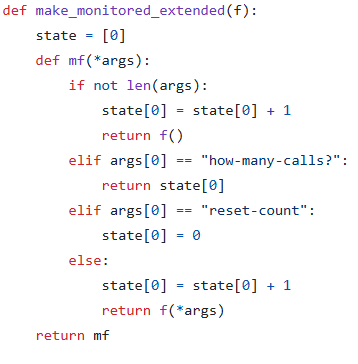 def make_monitored_extended(f):
    state = [0]
    def mf(*args):
        if not len(args):
            state[0] = state[0] + 1
            return f()
        elif args[0] == "how-many-calls?":
            return state[0]
        elif args[0] == "reset-count":
            state[0] = 0
        else:
            state[0] = state[0] + 1
            return f(*args)
    return mf